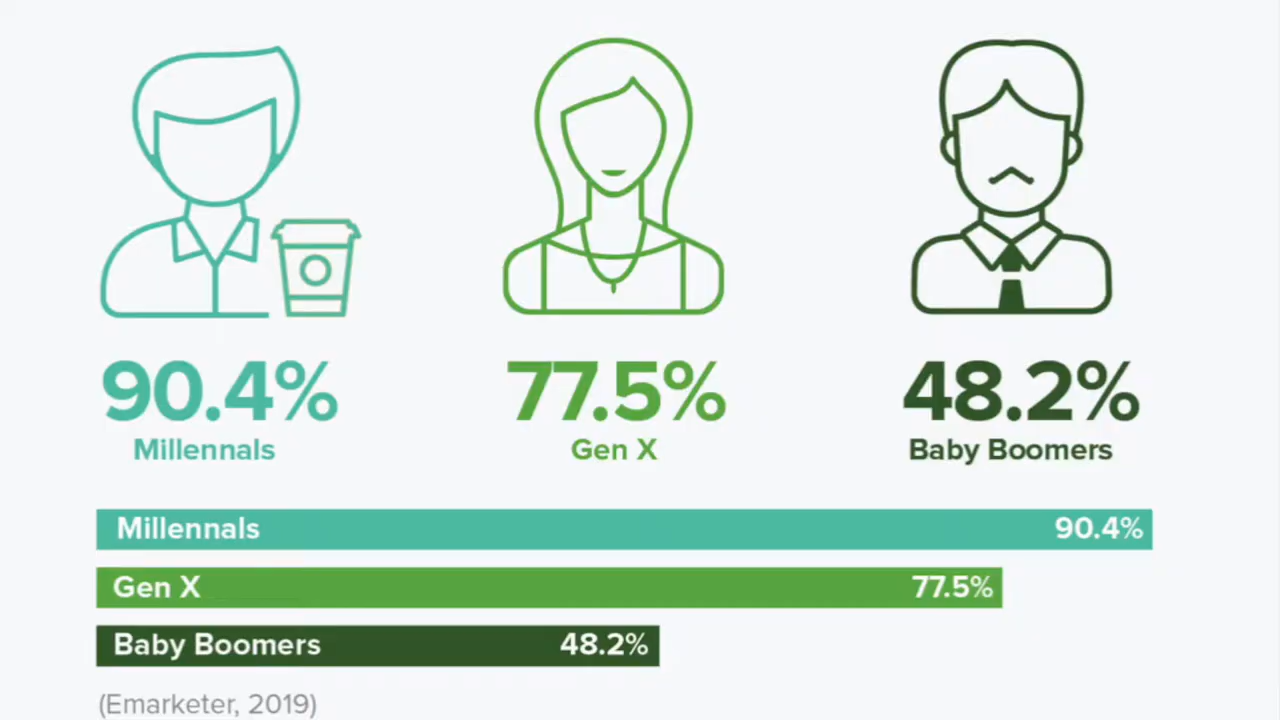 90.4% 77.5% 48.2%
Millennals Gen X Baby Boomers
Millennals 90.4%
Gen X 77.5%
Baby Boomers 48.2%
(Emarketer, 2019)